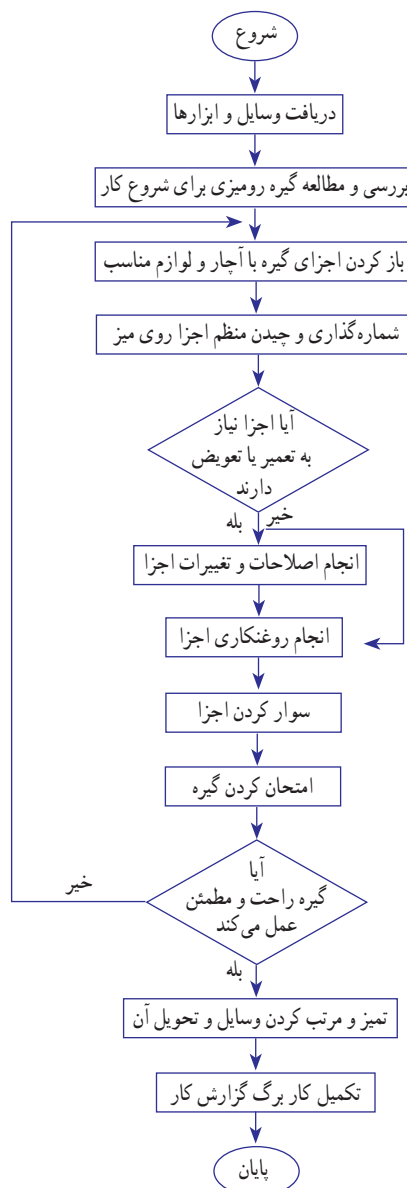 شروع
دریافت وسایل و ابزارها
بررسی و مطالعه گیره رومیزی برای شروع کار
باز کردن اجزای گیره با آچار و لوازم مناسب
شماره‌گذاری و چیدن منظم اجزا روی میز
آیا اجزا نیاز
به تعمیر یا تعویض
دارند
خیر
بله
انجام اصلاحات و تغییرات اجزا
انجام روغنکاری اجزا
سوار کردن اجزا
امتحان کردن گیره
آیا
گیره راحت و مطمئن
عمل می‌کند
خیر
بله
تمیز و مرتب کردن وسایل و تحویل آن
تکمیل کار برگ گزارش کار
پایان